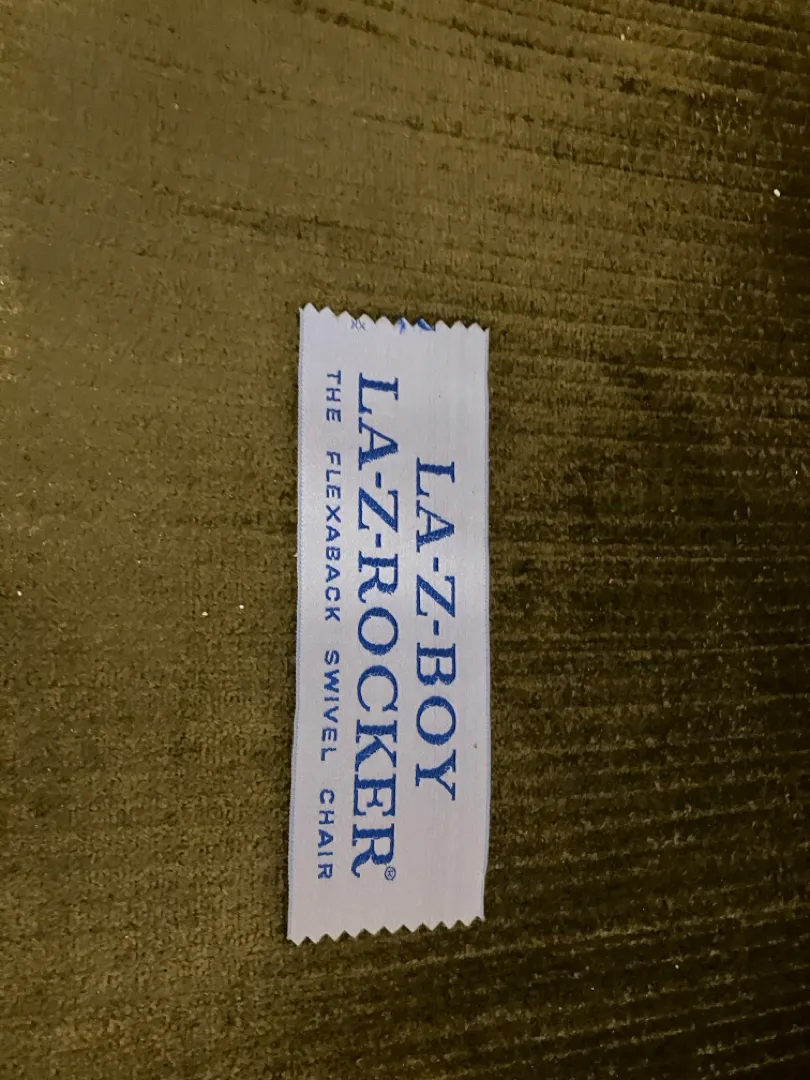 LA-Z-BOY
LA-Z-ROCKER®
THE FLEXABACK SWIVEL CHAIR